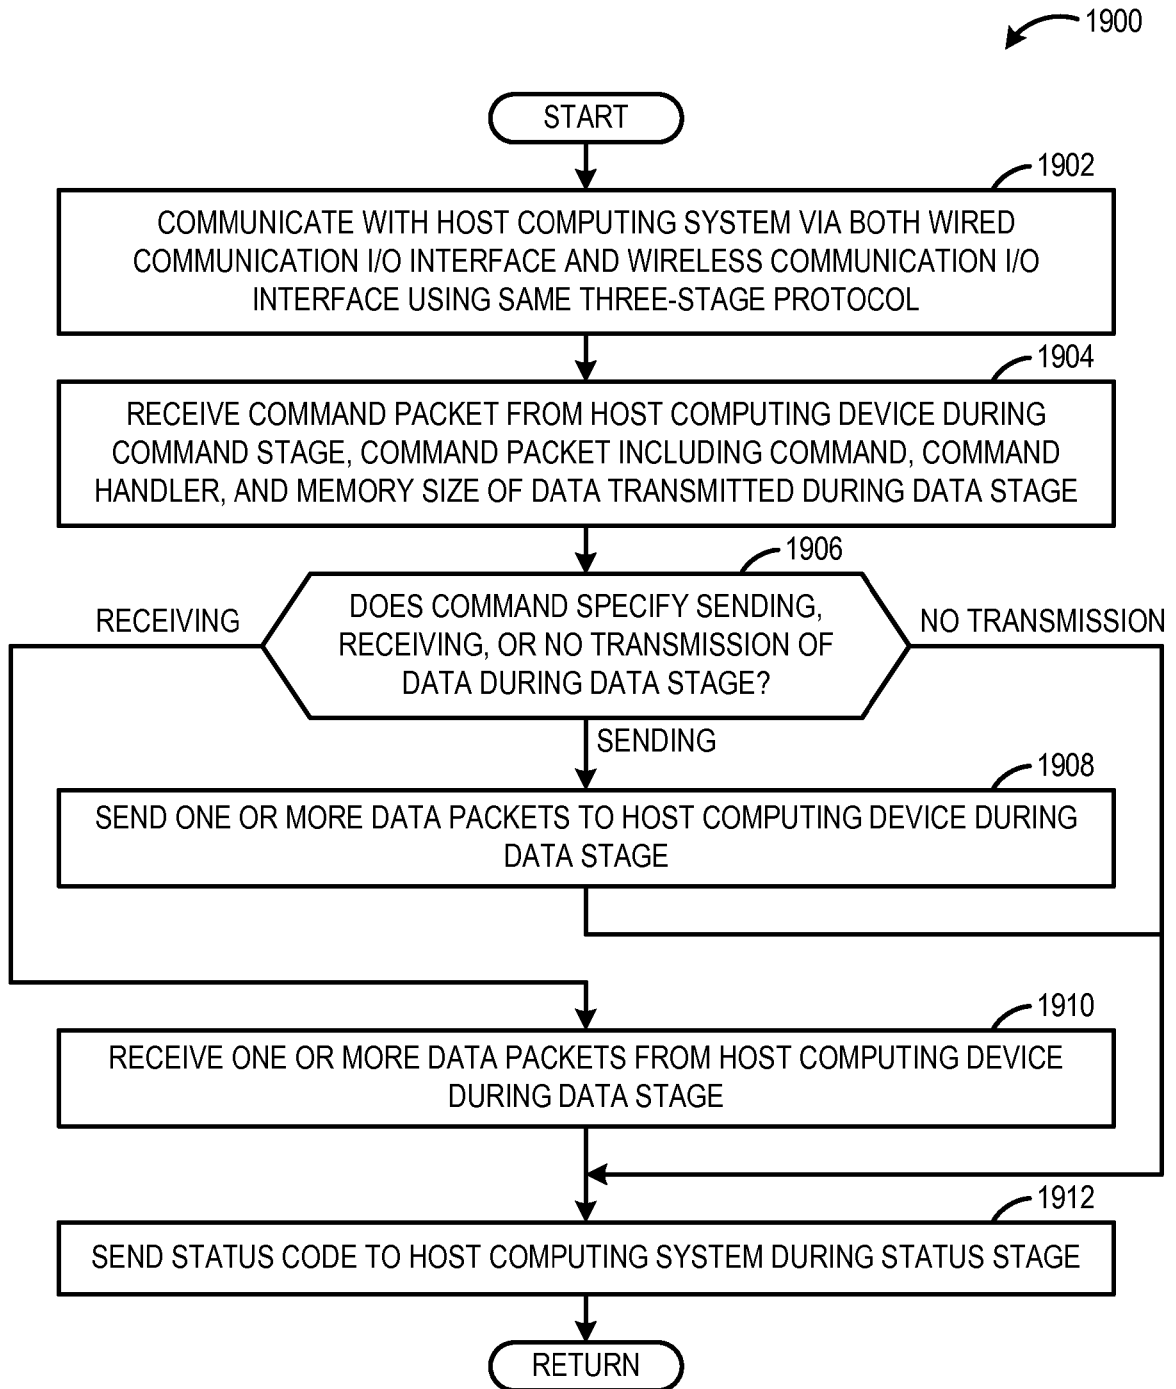 1900
START
1902
COMMUNICATE WITH HOST COMPUTING SYSTEM VIA BOTH WIRED
COMMUNICATION I/O INTERFACE AND WIRELESS COMMUNICATION I/O
INTERFACE USING SAME THREE-STAGE PROTOCOL
1904
RECEIVE COMMAND PACKET FROM HOST COMPUTING DEVICE DURING
COMMAND STAGE, COMMAND PACKET INCLUDING COMMAND, COMMAND
HANDLER, AND MEMORY SIZE OF DATA TRANSMITTED DURING DATA STAGE
1906
RECEIVING
DOES COMMAND SPECIFY SENDING,
RECEIVING, OR NO TRANSMISSION OF
DATA DURING DATA STAGE?
NO TRANSMISSION
SENDING
1908
SEND ONE OR MORE DATA PACKETS TO HOST COMPUTING DEVICE DURING
DATA STAGE
1910
RECEIVE ONE OR MORE DATA PACKETS FROM HOST COMPUTING DEVICE
DURING DATA STAGE
1912
SEND STATUS CODE TO HOST COMPUTING SYSTEM DURING STATUS STAGE
RETURN